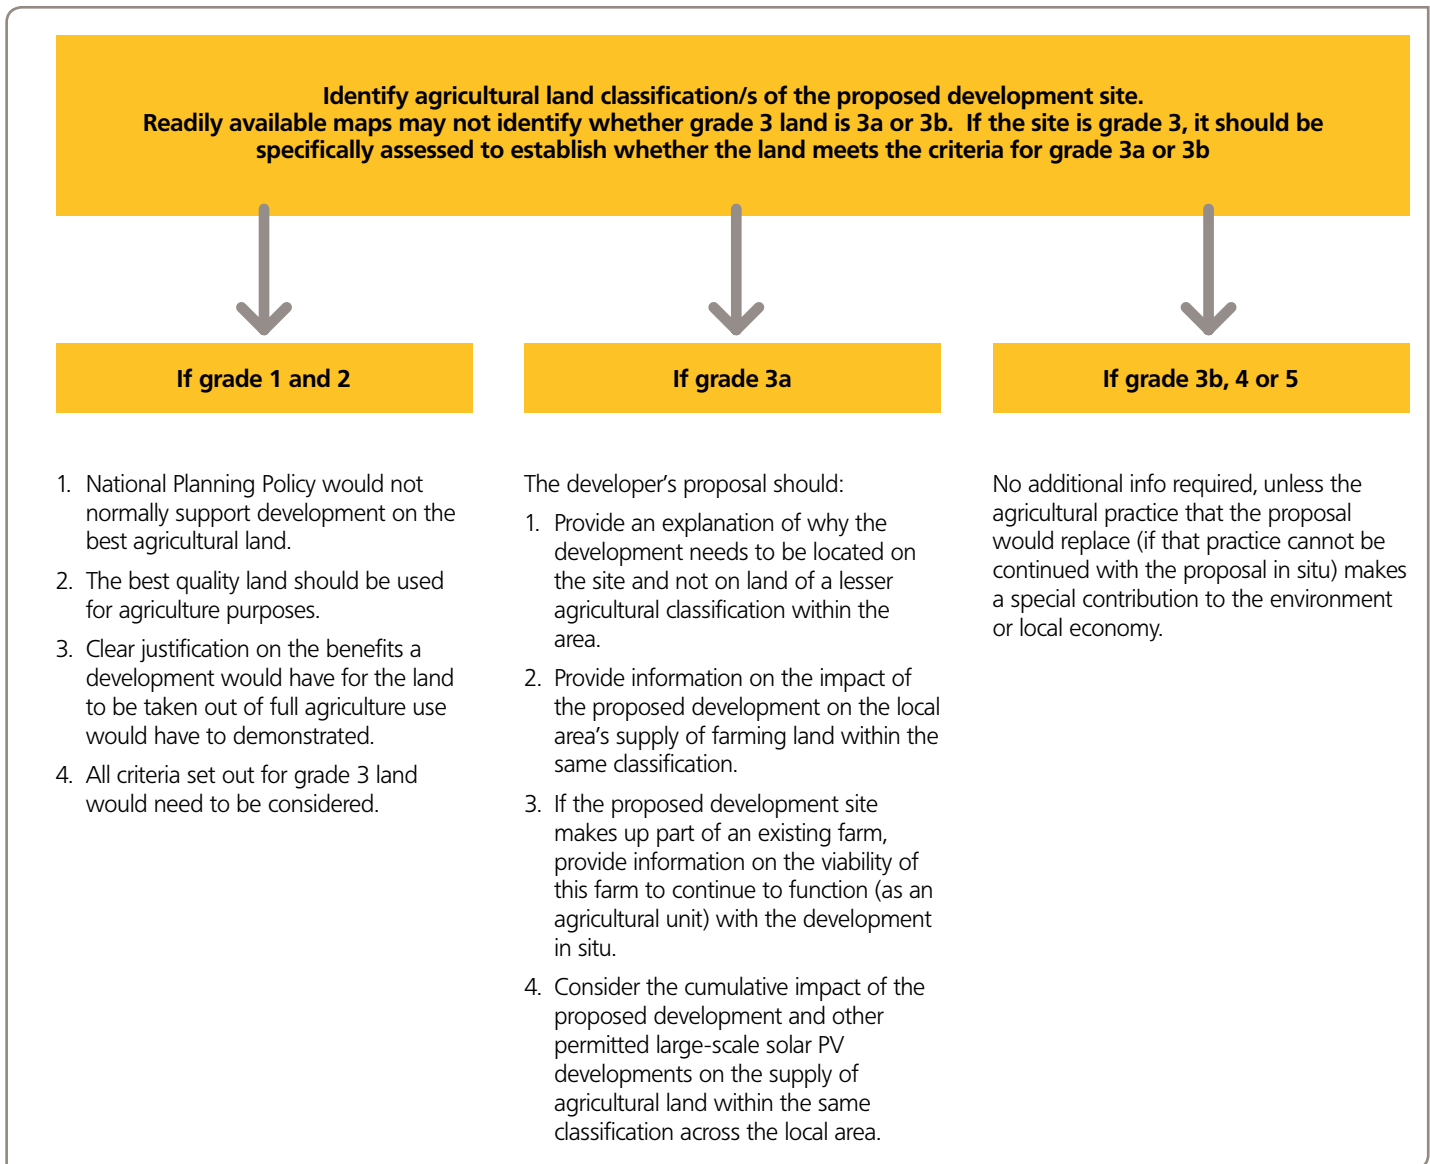 Identify agricultural land classification/s of the proposed development site.
Readily available maps may not identify whether grade 3 land is 3a or 3b.  If the site is grade 3, it should be
specifically assessed to establish whether the land meets the criteria for grade 3a or 3b
If grade 1 and 2
1. National Planning Policy would not
normally support development on the
best agricultural land.
2. The best quality land should be used
for agriculture purposes.
3. Clear justification on the benefits a
development would have for the land
to be taken out of full agriculture use
would have to demonstrated.
4. All criteria set out for grade 3 land
would need to be considered.
If grade 3a
The developer's proposal should:
1. Provide an explanation of why the
development needs to be located on
the site and not on land of a lesser
agricultural classification within the
area.
2. Provide information on the impact of
the proposed development on the local
area's supply of farming land within the
same classification.
3. If the proposed development site
makes up part of an existing farm,
provide information on the viability of
this farm to continue to function (as an
agricultural unit) with the development
in situ.
4. Consider the cumulative impact of the
proposed development and other
permitted large-scale solar PV
developments on the supply of
agricultural land within the same
classification across the local area.
If grade 3b, 4 or 5
No additional info required, unless the
agricultural practice that the proposal
would replace (if that practice cannot be
continued with the proposal in situ) makes
a special contribution to the environment
or local economy.